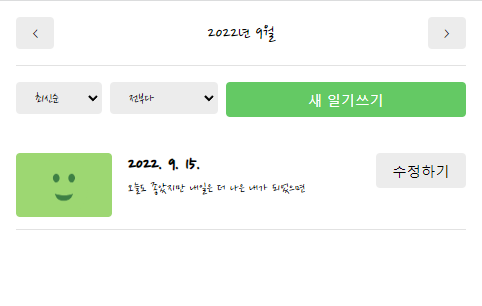 <
2022년 9월
>
최신순
전부다
새 일기쓰기
2022. 9. 15.
수정하기
오늘도 좋았지만 내일은 더 나은 내가 되었으면